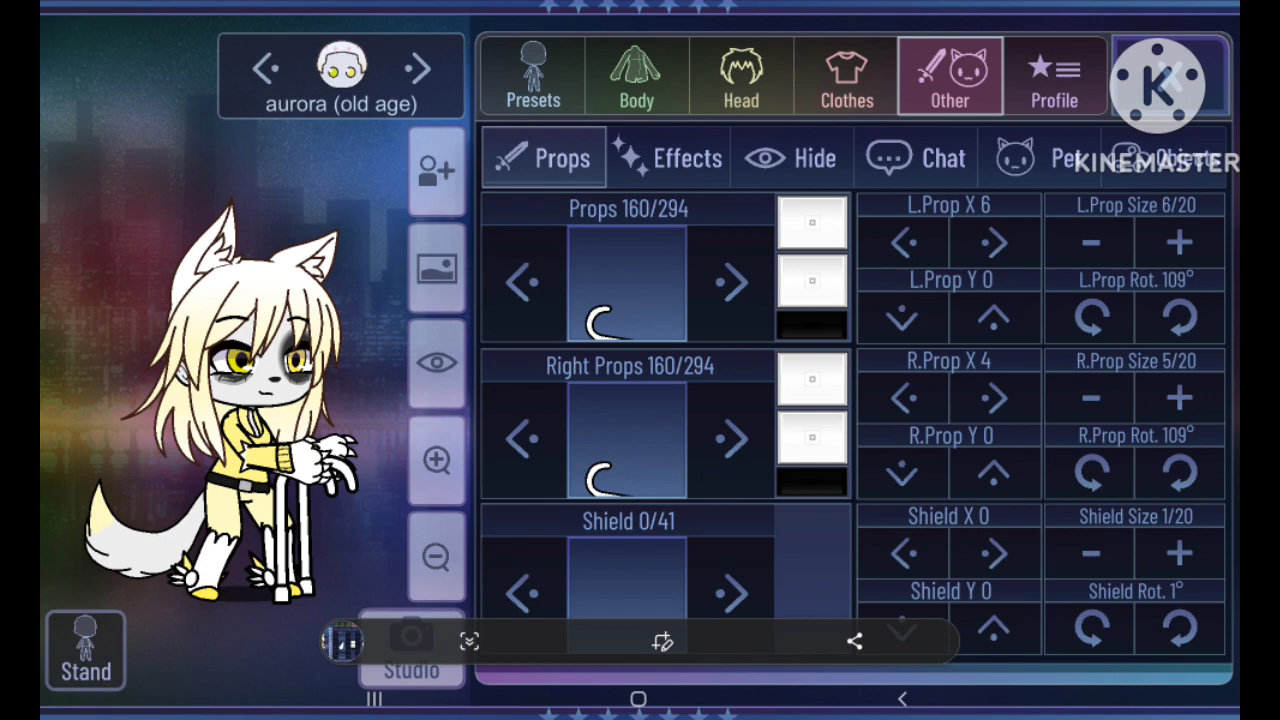 aurora (old age)
Presets
Body
Head
Clothes
Other
Profile
K
KINEMASTER
Props
Effects
Hide
Chat
Objects
Props 160/294
L.Prop X 6
L.Prop Size 6/20
L.Prop Y 0
L.Prop Rot. 109°
Right Props 160/294
R.Prop X 4
R.Prop Size 5/20
R.Prop Y 0
R.Prop Rot. 109°
Shield 0/41
Shield X 0
Shield Size 1/20
Shield Y 0
Shield Rot. 1°
Stand
Studio